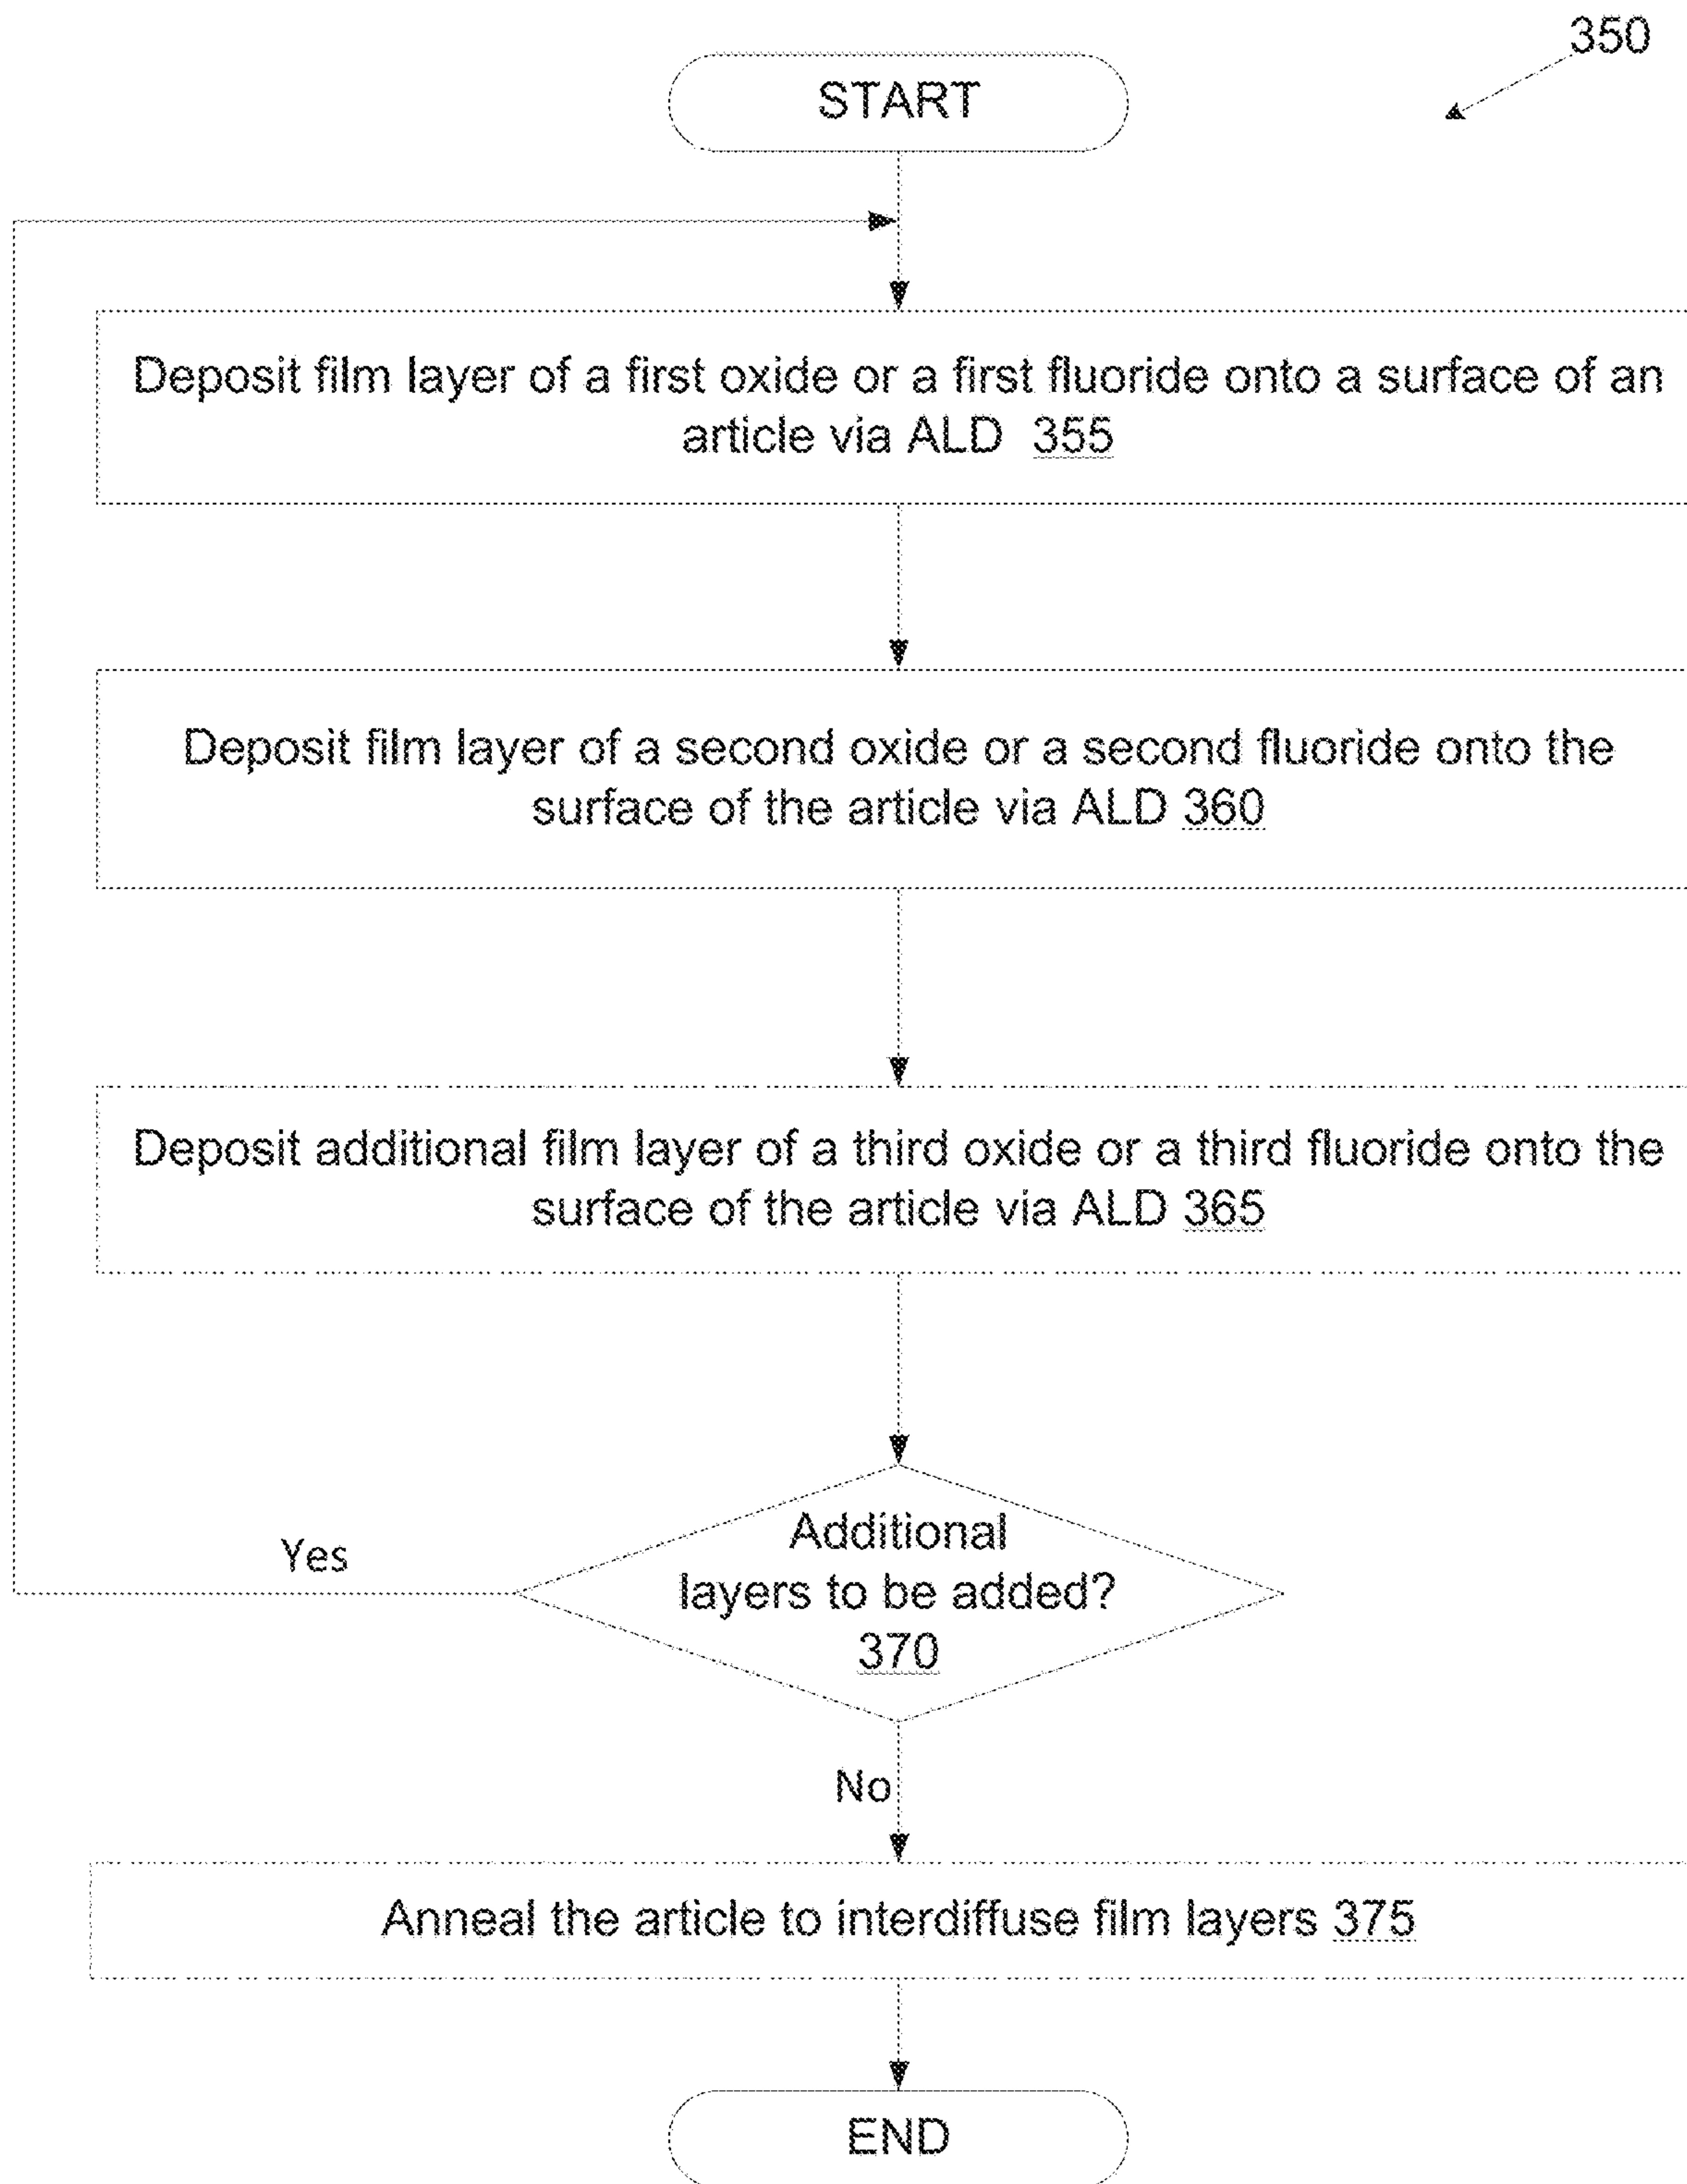 350
START
Deposit film layer of a first oxide or a first fluoride onto a surface of an
article via ALD 355
Deposit film layer of a second oxide or a second fluoride onto the
surface of the article via ALD 360
Deposit additional film layer of a third oxide or a third fluoride onto the
surface of the article via ALD 365
Additional
layers to be added?
370
Yes
No
Anneal the article to interdiffuse film layers 375
END